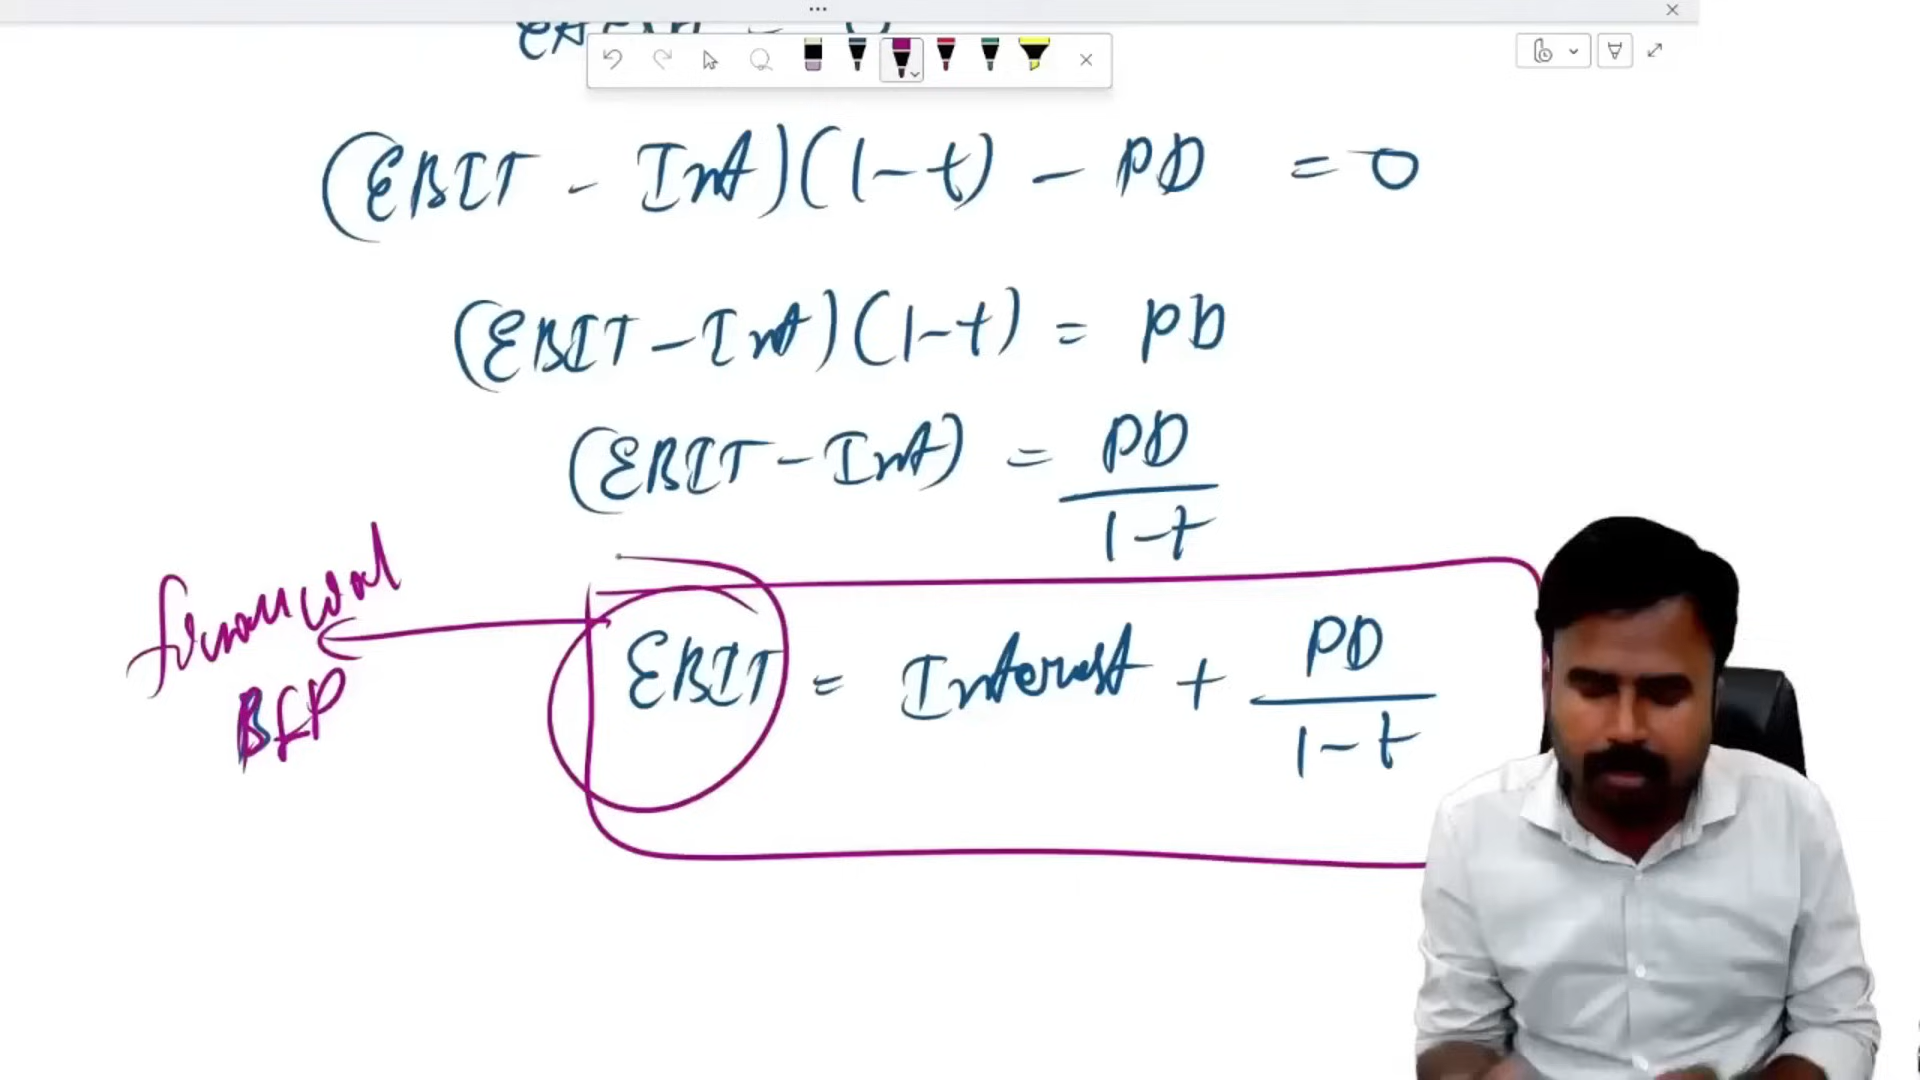 (EBIT - Int)(1-t) - PD = 0
(EBIT - Int)(1-t) = PD
(EBIT - Int) = PD / 1-t
Financial BEP
EBIT = Interest + PD / 1-t